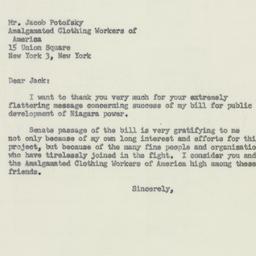 Mr. Jacob Potofsky
Amalgamated Clothing Workers of
America
15 Union Square
New York 3, New York
Dear Jack:
I want to thank you very much for your extremely
flattering message concerning success of my bill for public
development of Niagara power.
Senate passage of the bill is very gratifying to me
not only because of my own long interest and efforts for this
project, but because of the many fine people and organizatio
who have tirelessly joined in the fight. I consider you and
the Amalgamated Clothing Workers of America high among these
friends.
Sincerely,